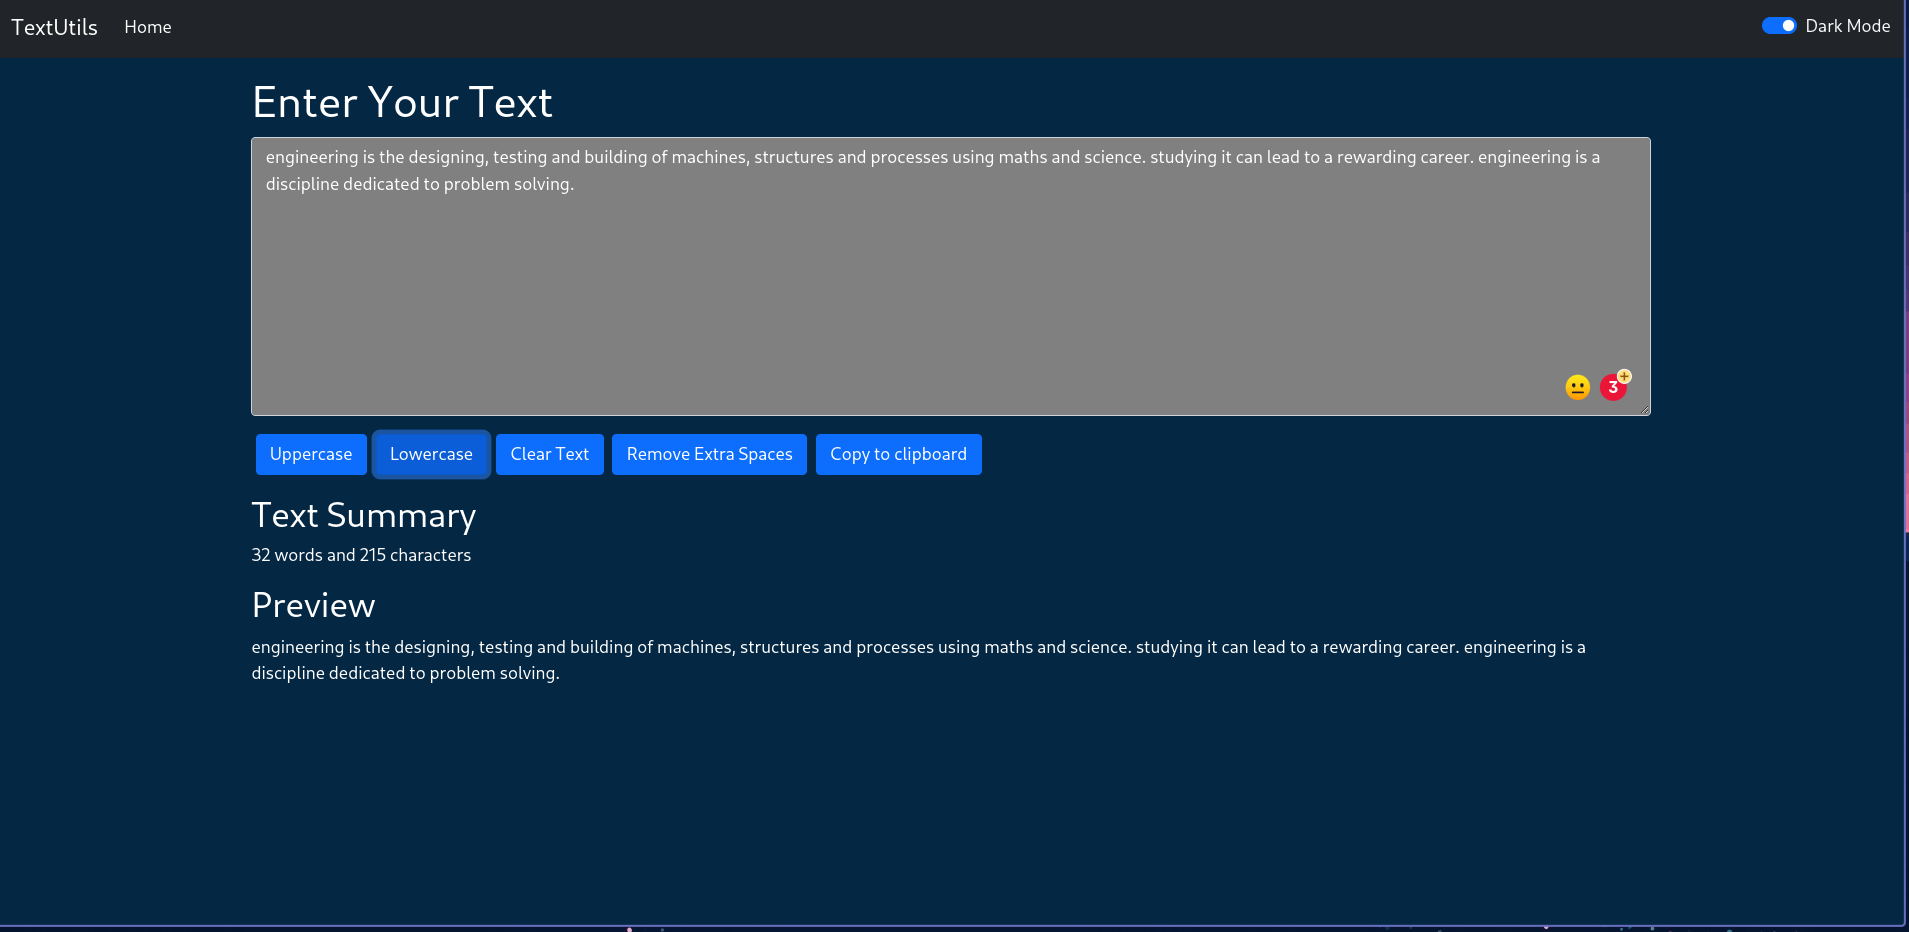 TextUtils Home Dark Mode
Enter Your Text
engineering is the designing, testing and building of machines, structures and processes using maths and science. studying it can lead to a rewarding career. engineering is a
discipline dedicated to problem solving.
3
Uppercase Lowercase Clear Text Remove Extra Spaces Copy to clipboard
Text Summary
32 words and 215 characters
Preview
engineering is the designing, testing and building of machines, structures and processes using maths and science. studying it can lead to a rewarding career. engineering is a
discipline dedicated to problem solving.